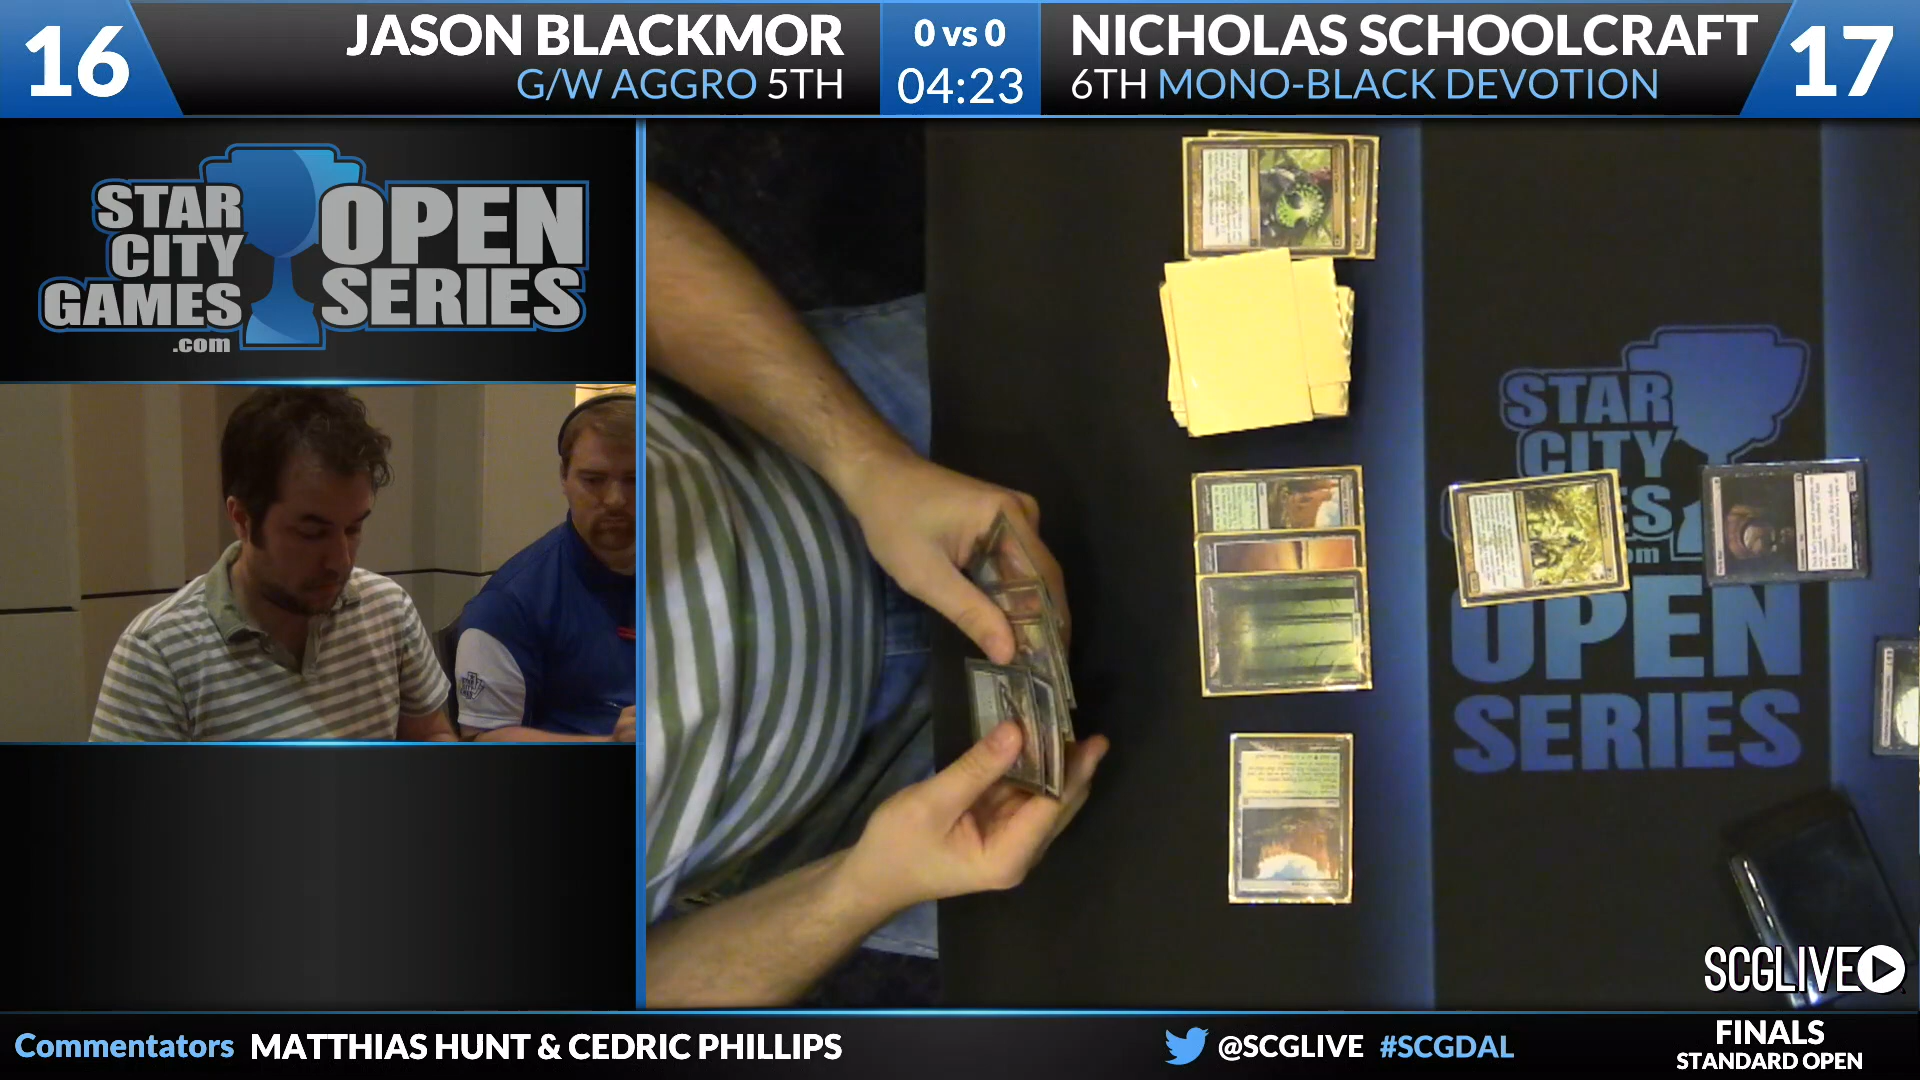 16
JASON BLACKMOR
G/W AGGRO 5TH
0 vs 0
04:23
NICHOLAS SCHOOLCRAFT
6TH MONO-BLACK DEVOTION
17
STAR
CITY
GAMES
.com
OPEN
SERIES
STAR
CITY
OPEN
SERIES
SCGLIVE
Commentators MATTHIAS HUNT & CEDRIC PHILLIPS
@SCGLIVE #SCGDAL
FINALS
STANDARD OPEN